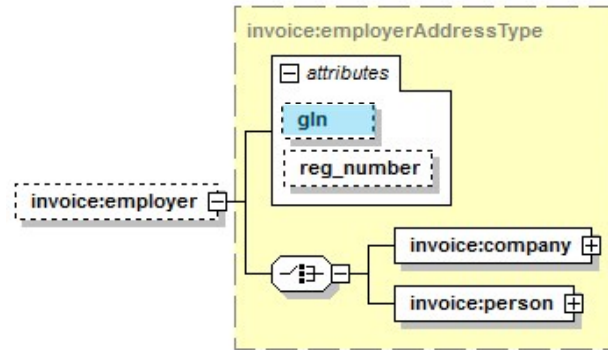 invoice:employerAddressType
attributes
gln
reg_number
invoice:employer
invoice:company
invoice:person